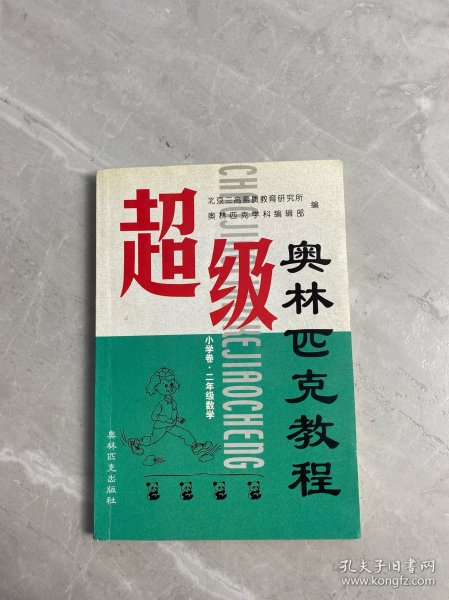 北京三高素质教育研究所
奥林匹克学科编辑部
编
超级
奥林匹克教程
小学卷·二年级数学
奥林匹克出版社
孔夫子旧书网
www.kongfz.com